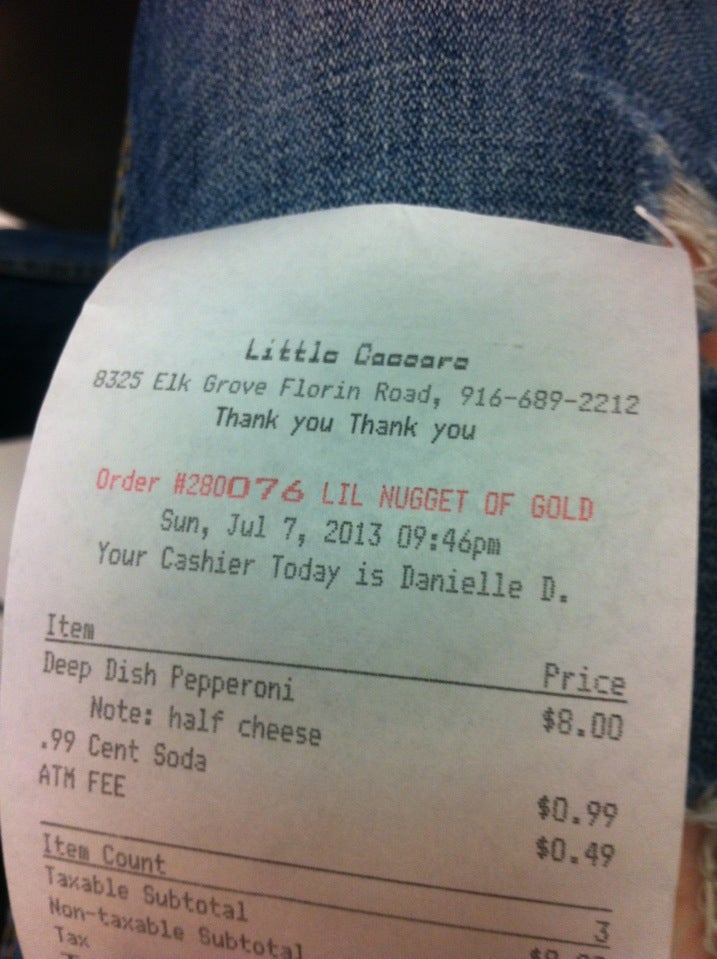 Little Caesars
8325 Elk Grove Florin Road, 916-689-2212
Thank you Thank you
Order #280076 LIL NUGGET OF GOLD
Sun, Jul 7, 2013 09:46pm
Your Cashier Today is Danielle D.
Item Price
Deep Dish Pepperoni $8.00
Note: half cheese
.99 Cent Soda $0.99
ATM FEE $0.49
Item Count 3
Taxable Subtotal
Non-taxable Subtotal
Tax